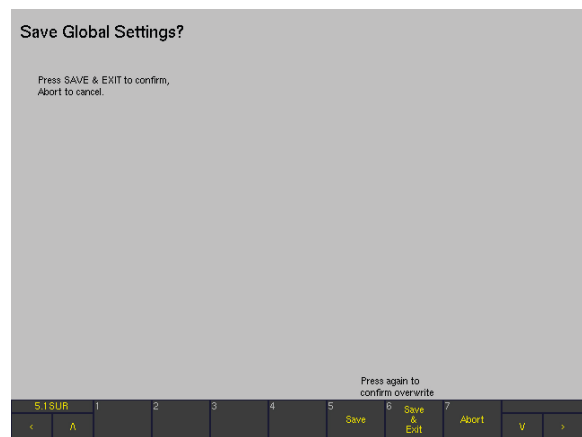 Save Global Settings?
Press SAVE & EXIT to confirm,
Abort to cancel.
Press again to
confirm overwrite
5.1SUR 1 2 3 4 5 6 7
Save
Save
&
Exit
Abort
< Λ V >